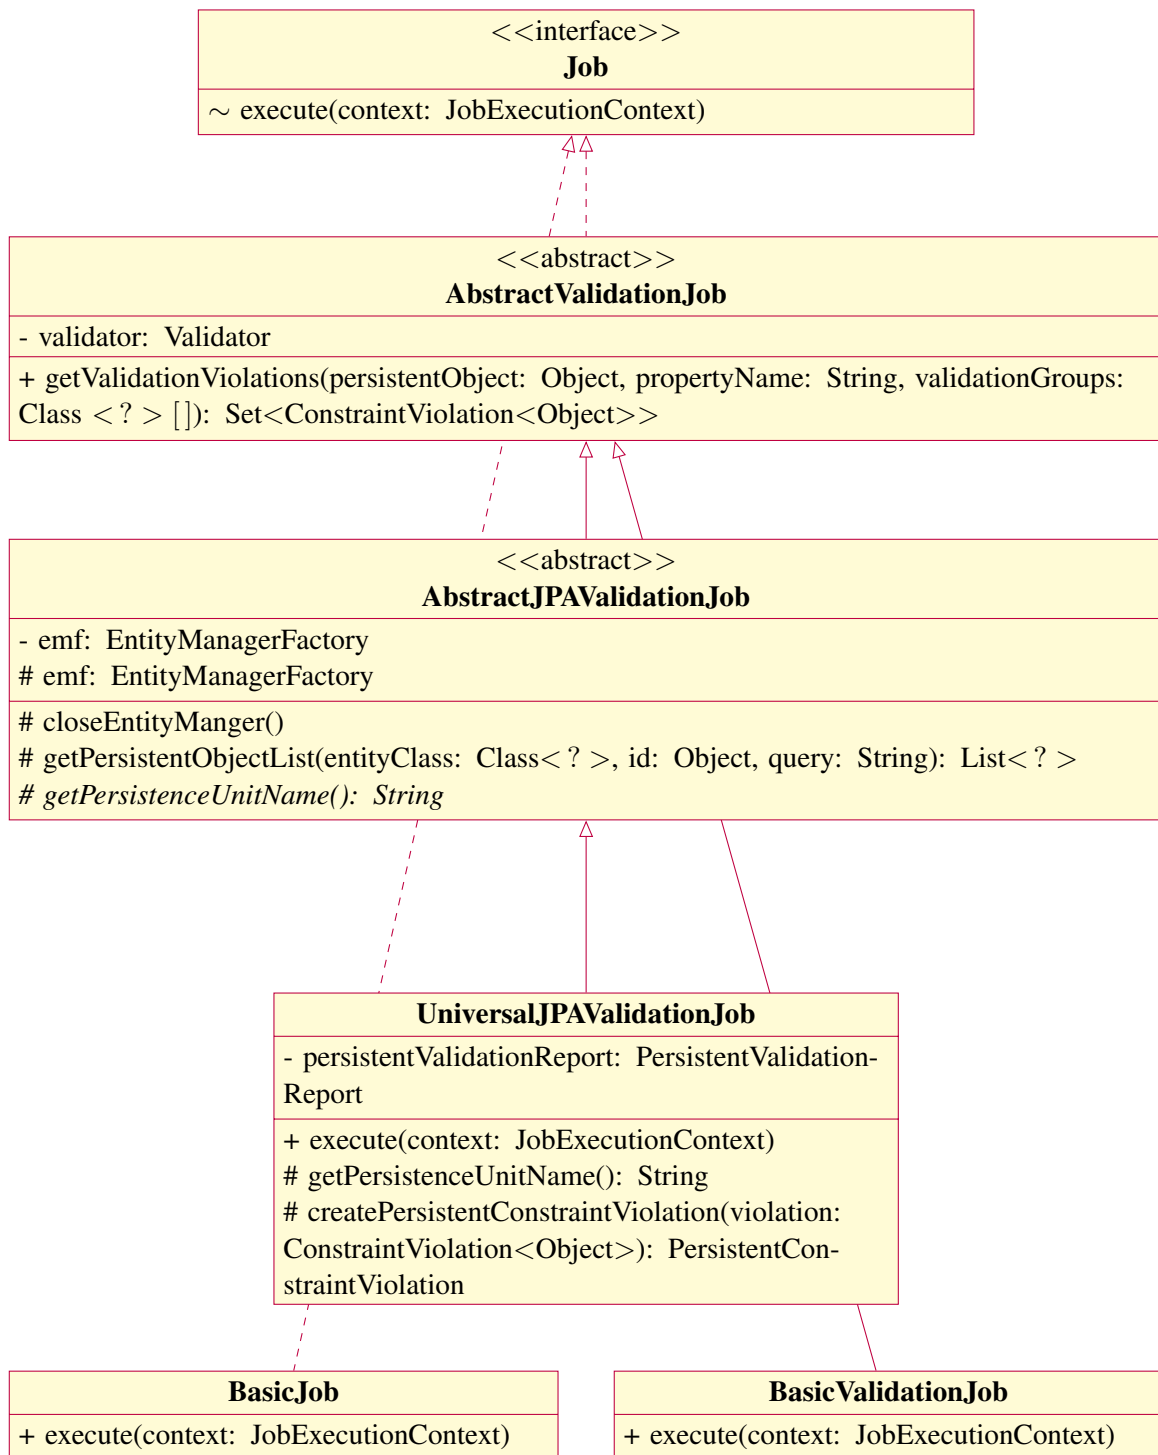 <<interface>>
Job
~ execute(context: JobExecutionContext)
<<abstract>>
AbstractValidationJob
- validator: Validator
+ getValidationViolations(persistentObject: Object, propertyName: String, validationGroups:
Class <?> []): Set<ConstraintViolation<Object>>
<<abstract>>
AbstractJPAValidationJob
- emf: EntityManagerFactory
# emf: EntityManagerFactory
# closeEntityManger()
# getPersistentObjectList(entityClass: Class<?>, id: Object, query: String): List<?>
# getPersistenceUnitName(): String
UniversalJPAValidationJob
- persistentValidationReport: PersistentValidation-
Report
+ execute(context: JobExecutionContext)
# getPersistenceUnitName(): String
# createPersistentConstraintViolation(violation:
ConstraintViolation<Object>): PersistentCon-
straintViolation
BasicJob
+ execute(context: JobExecutionContext)
BasicValidationJob
+ execute(context: JobExecutionContext)